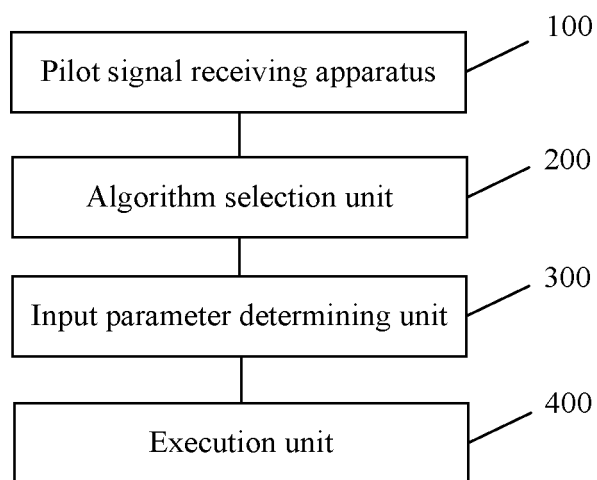 100
Pilot signal receiving apparatus
200
Algorithm selection unit
300
Input parameter determining unit
400
Execution unit